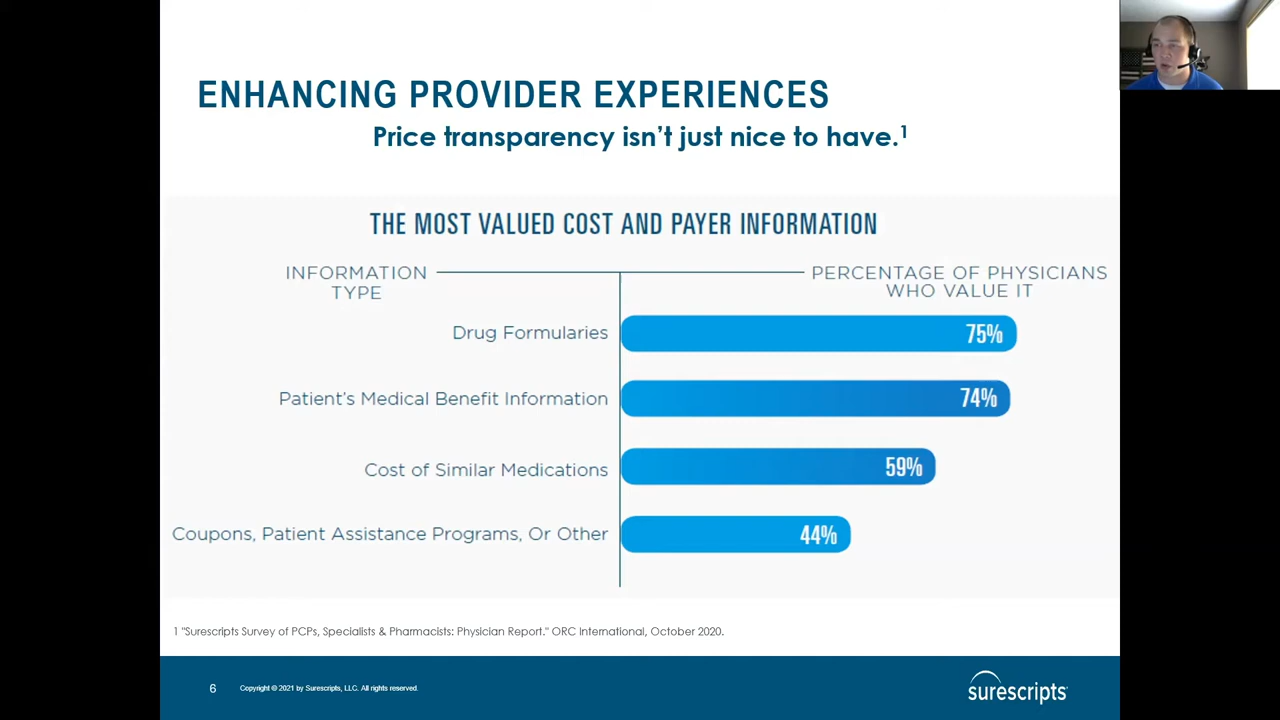 ENHANCING PROVIDER EXPERIENCES
Price transparency isn’t just nice to have.1
THE MOST VALUED COST AND PAYER INFORMATION
INFORMATION TYPE
PERCENTAGE OF PHYSICIANS WHO VALUE IT
Drug Formularies 75%
Patient’s Medical Benefit Information 74%
Cost of Similar Medications 59%
Coupons, Patient Assistance Programs, Or Other 44%
1 "Surescripts Survey of PCPs, Specialists & Pharmacists: Physician Report." ORC International, October 2020.
6 Copyright © 2021 by Surescripts, LLC. All rights reserved.
surescripts